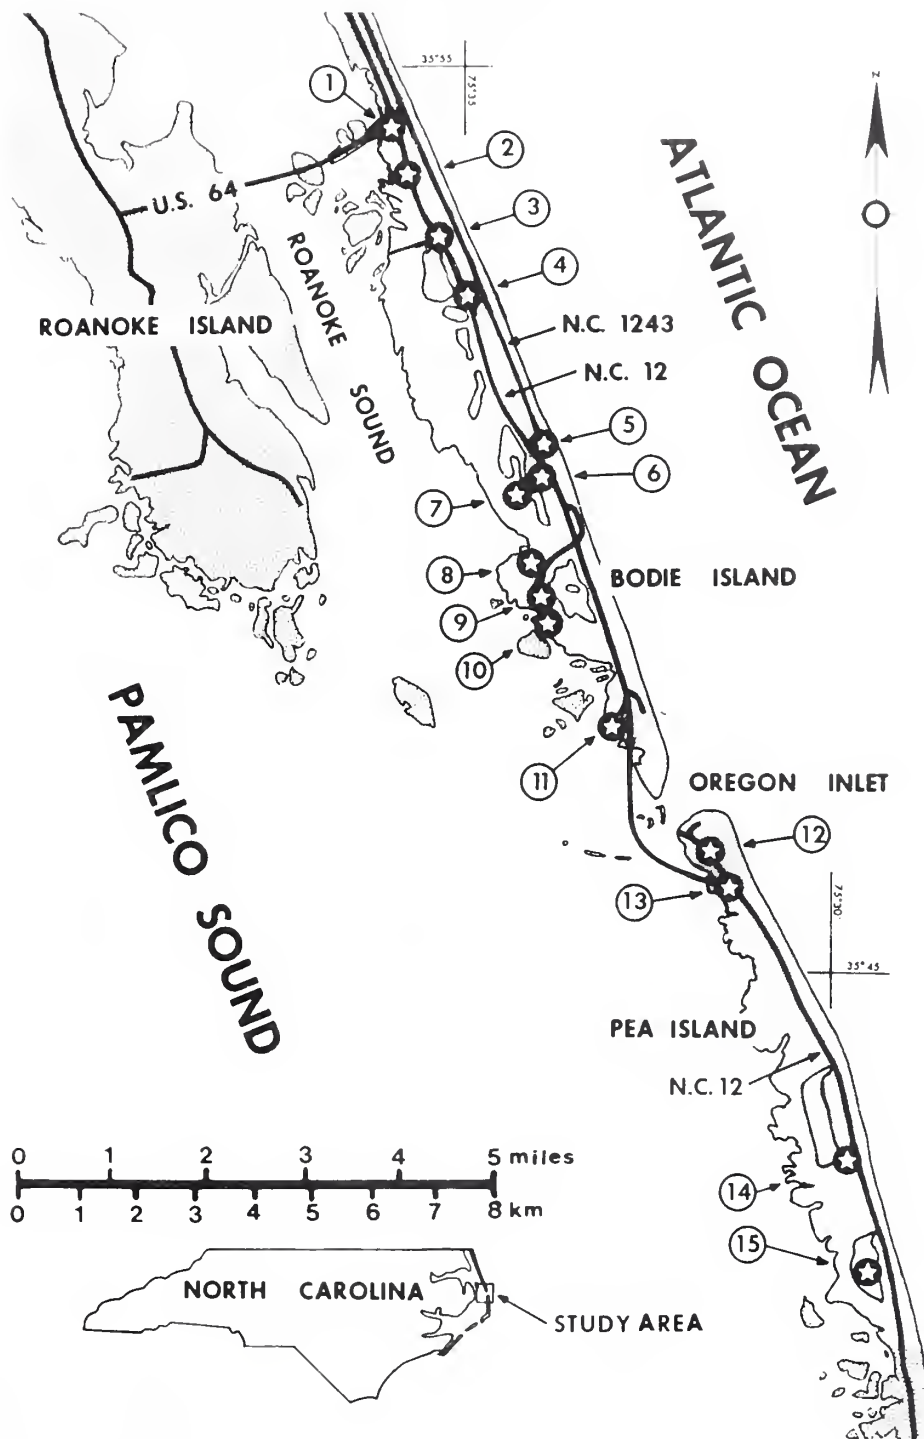 N
35°55
75°35
1
2
3
4
U.S. 64
ROANOKE
SOUND
ROANOKE ISLAND
N.C. 1243
N.C. 12
ATLANTIC OCEAN
5
6
7
8
BODIE ISLAND
9
10
11
PAMLICO SOUND
OREGON INLET
12
13
75°30'
35°45
PEA ISLAND
N.C. 12
14
15
0 1 2 3 4 5 miles
0 1 2 3 4 5 6 7 8 km
NORTH CAROLINA
STUDY AREA